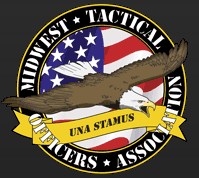 MIDWEST ★ TACTICAL
UNA STAMUS
OFFICERS ★ ASSOCIATION